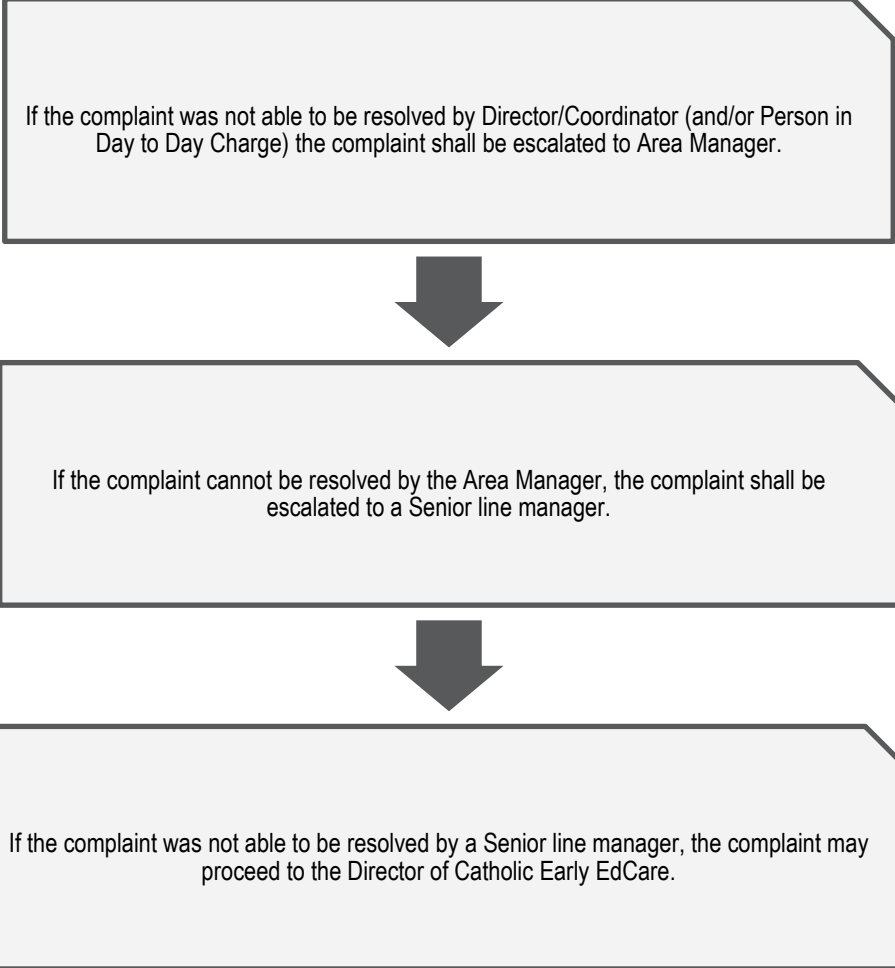 If the complaint was not able to be resolved by Director/Coordinator (and/or Person in
Day to Day Charge) the complaint shall be escalated to Area Manager.
If the complaint cannot be resolved by the Area Manager, the complaint shall be
escalated to a Senior line manager.
If the complaint was not able to be resolved by a Senior line manager, the complaint may
proceed to the Director of Catholic Early EdCare.